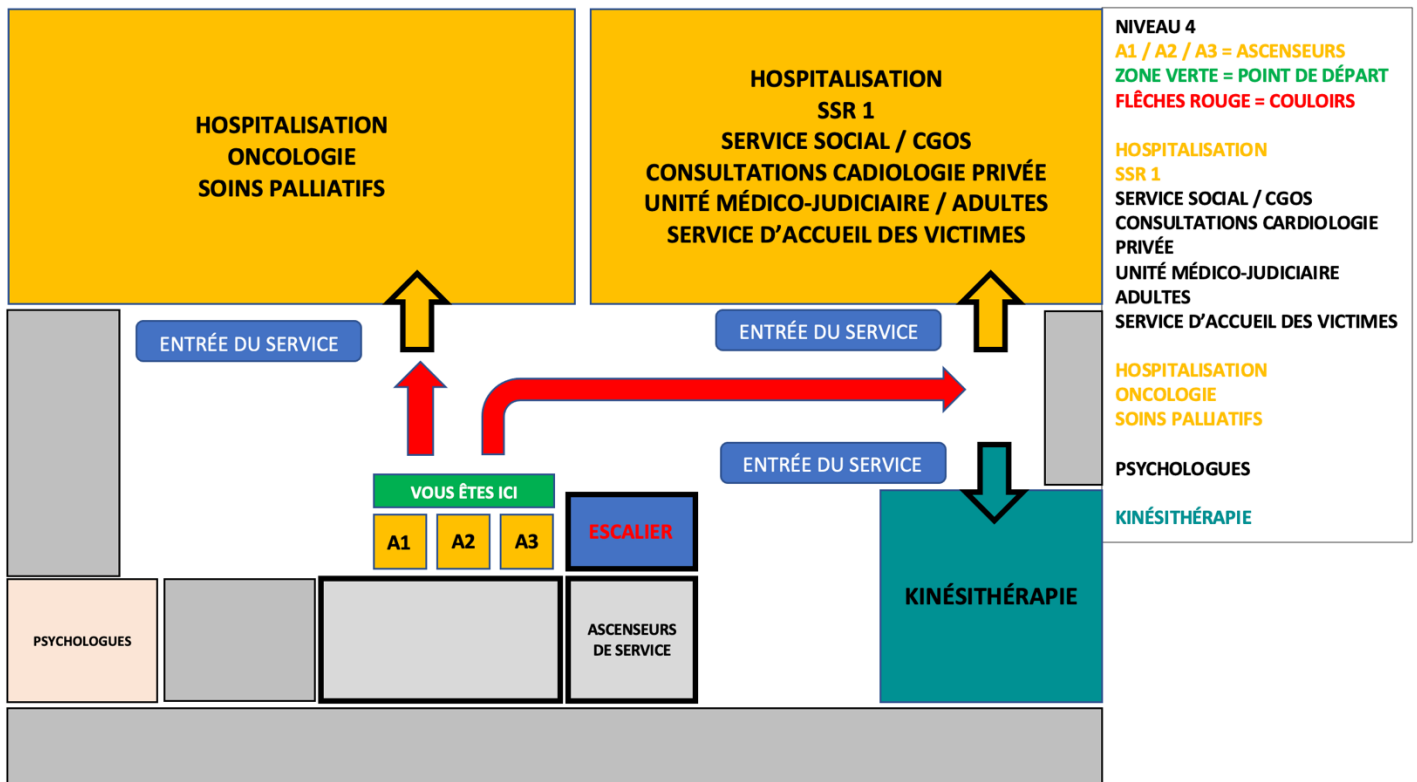 HOSPITALISATION
ONCOLOGIE
SOINS PALLIATIFS
HOSPITALISATION
SSR 1
SERVICE SOCIAL / CGOS
CONSULTATIONS CADIOLOGIE PRIVÉE
UNITÉ MÉDICO-JUDICIAIRE / ADULTES
SERVICE D'ACCUEIL DES VICTIMES
ENTRÉE DU SERVICE
ENTRÉE DU SERVICE
ENTRÉE DU SERVICE
VOUS ÊTES ICI
A1
A2
A3
ESCALIER
PSYCHOLOGUES
ASCENSEURS
DE SERVICE
KINÉSITHÉRAPIE
NIVEAU 4
A1 / A2 / A3 = ASCENSEURS
ZONE VERTE = POINT DE DÉPART
FLÊCHES ROUGE = COULOIRS
HOSPITALISATION
SSR 1
SERVICE SOCIAL / CGOS
CONSULTATIONS CARDIOLOGIE
PRIVÉE
UNITÉ MÉDICO-JUDICIAIRE
ADULTES
SERVICE D'ACCUEIL DES VICTIMES
HOSPITALISATION
ONCOLOGIE
SOINS PALLIATIFS
PSYCHOLOGUES
KINÉSITHÉRAPIE